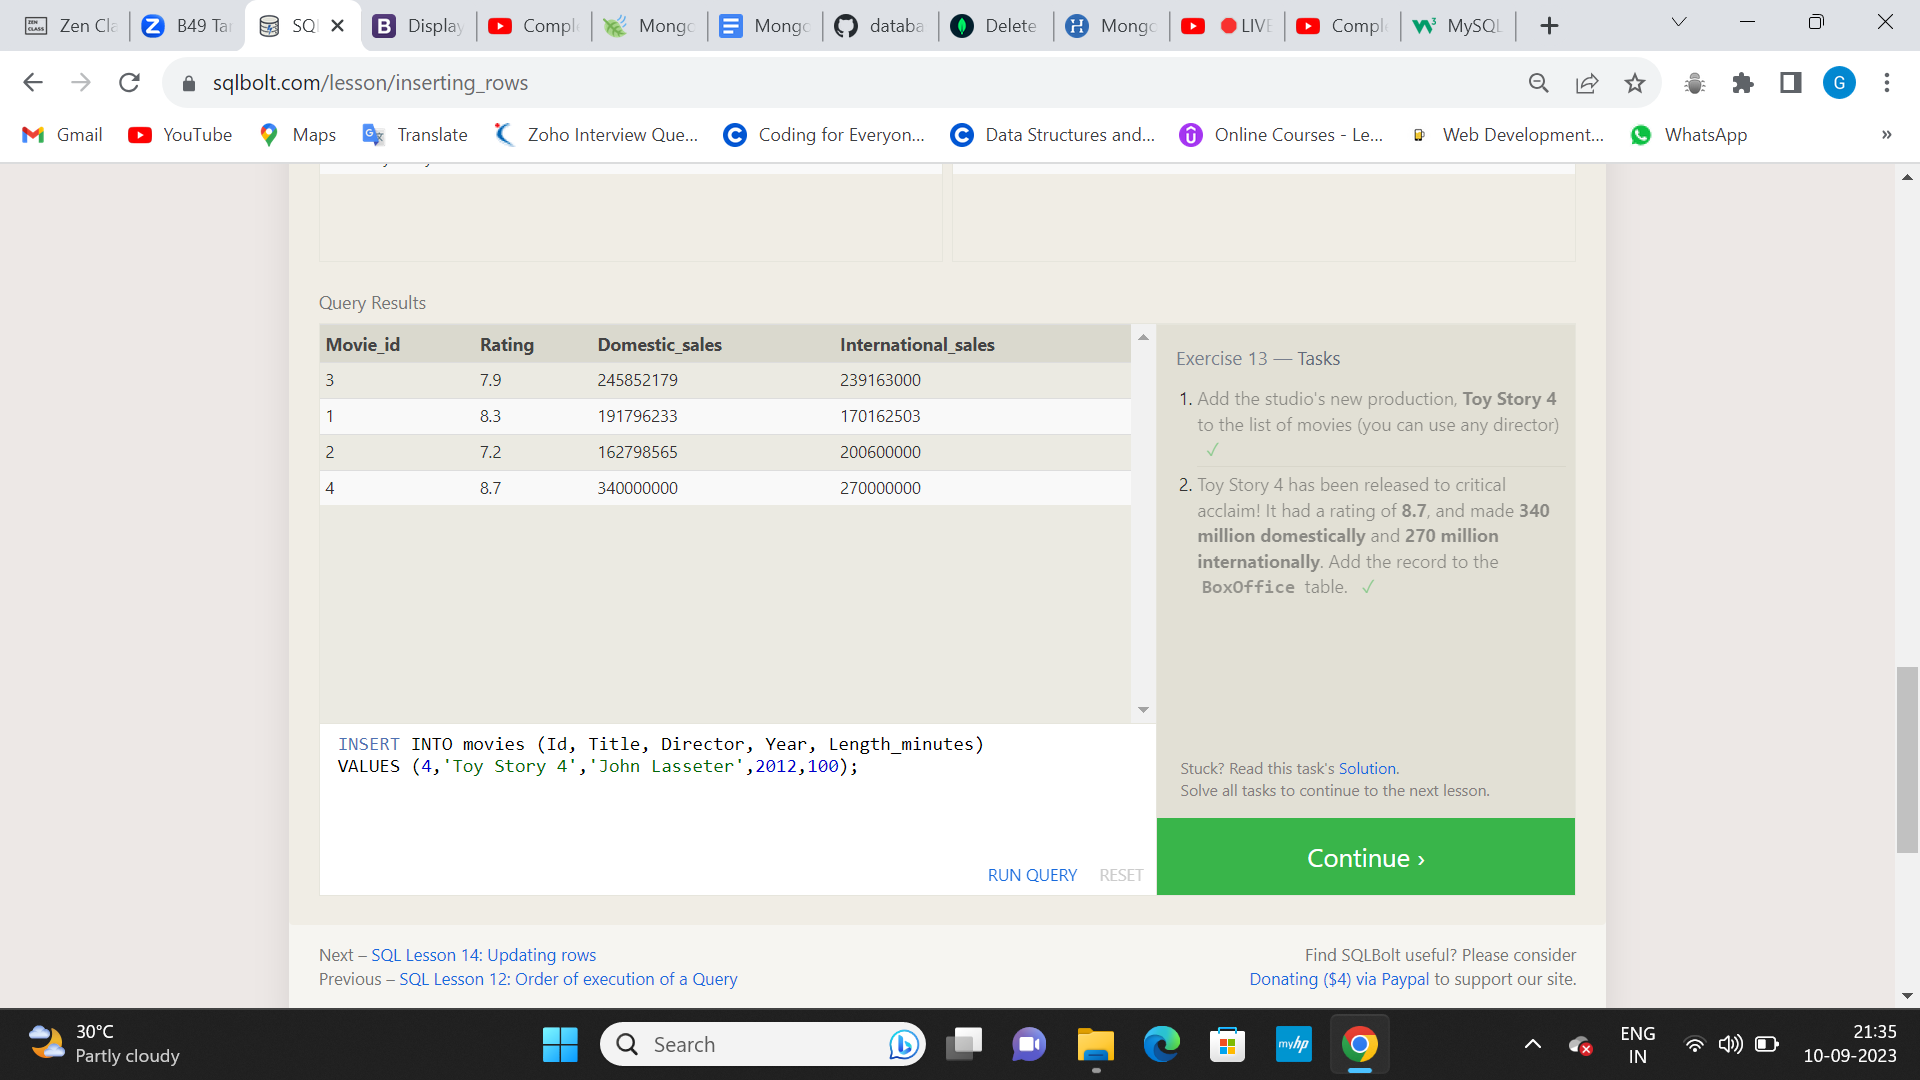 Zen Cla
B49 Tar
SQ
Display
Comple
Mongo
Mongo
databa
Delete
Mongo
LIVE
Comple
MySQL
sqlbolt.com/lesson/inserting_rows
G
Gmail
YouTube
Maps
Translate
Zoho Interview Que...
Coding for Everyon...
Data Structures and...
Online Courses - Le...
Web Development...
WhatsApp
»
Query Results
Movie_id Rating Domestic_sales International_sales
3 7.9 245852179 239163000
1 8.3 191796233 170162503
2 7.2 162798565 200600000
4 8.7 340000000 270000000
Exercise 13 — Tasks
1. Add the studio's new production, Toy Story 4
to the list of movies (you can use any director)
✓
2. Toy Story 4 has been released to critical
acclaim! It had a rating of 8.7, and made 340
million domestically and 270 million
internationally. Add the record to the
BoxOffice table. ✓
INSERT INTO movies (Id, Title, Director, Year, Length_minutes)
VALUES (4,'Toy Story 4','John Lasseter',2012,100);
RUN QUERY RESET
Stuck? Read this task's Solution.
Solve all tasks to continue to the next lesson.
Continue ›
Next – SQL Lesson 14: Updating rows
Previous – SQL Lesson 12: Order of execution of a Query
Find SQLBolt useful? Please consider
Donating ($4) via Paypal to support our site.
30°C
Partly cloudy
Search
myhp
ENG
IN
21:35
10-09-2023